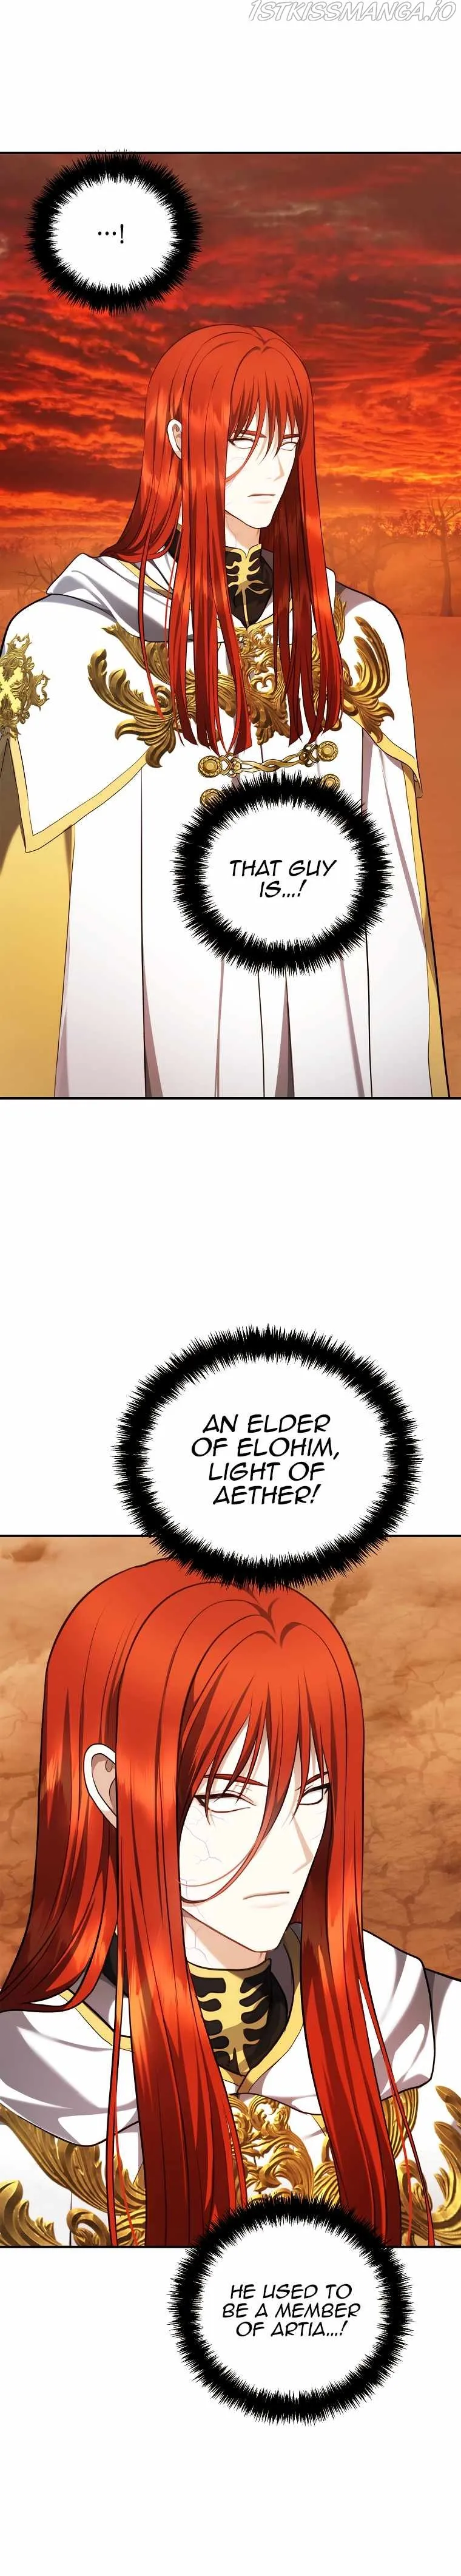 1STKISSMANGA.IO
...!
THAT GUY
IS...!
AN ELDER
OF ELOHIM,
LIGHT OF
AETHER!
HE USED TO
BE A MEMBER
OF ARTIA...!